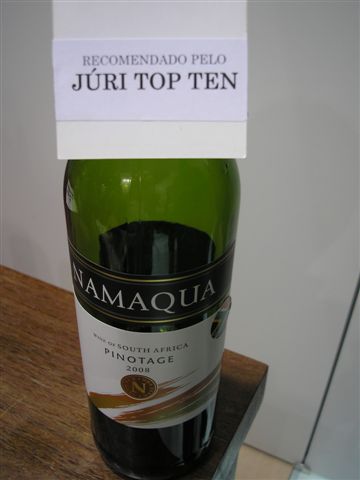 RECOMENDADO PELO
JÚRI TOP TEN
NAMAQUA
WINE OF SOUTH AFRICA
PINOTAGE
2008
N